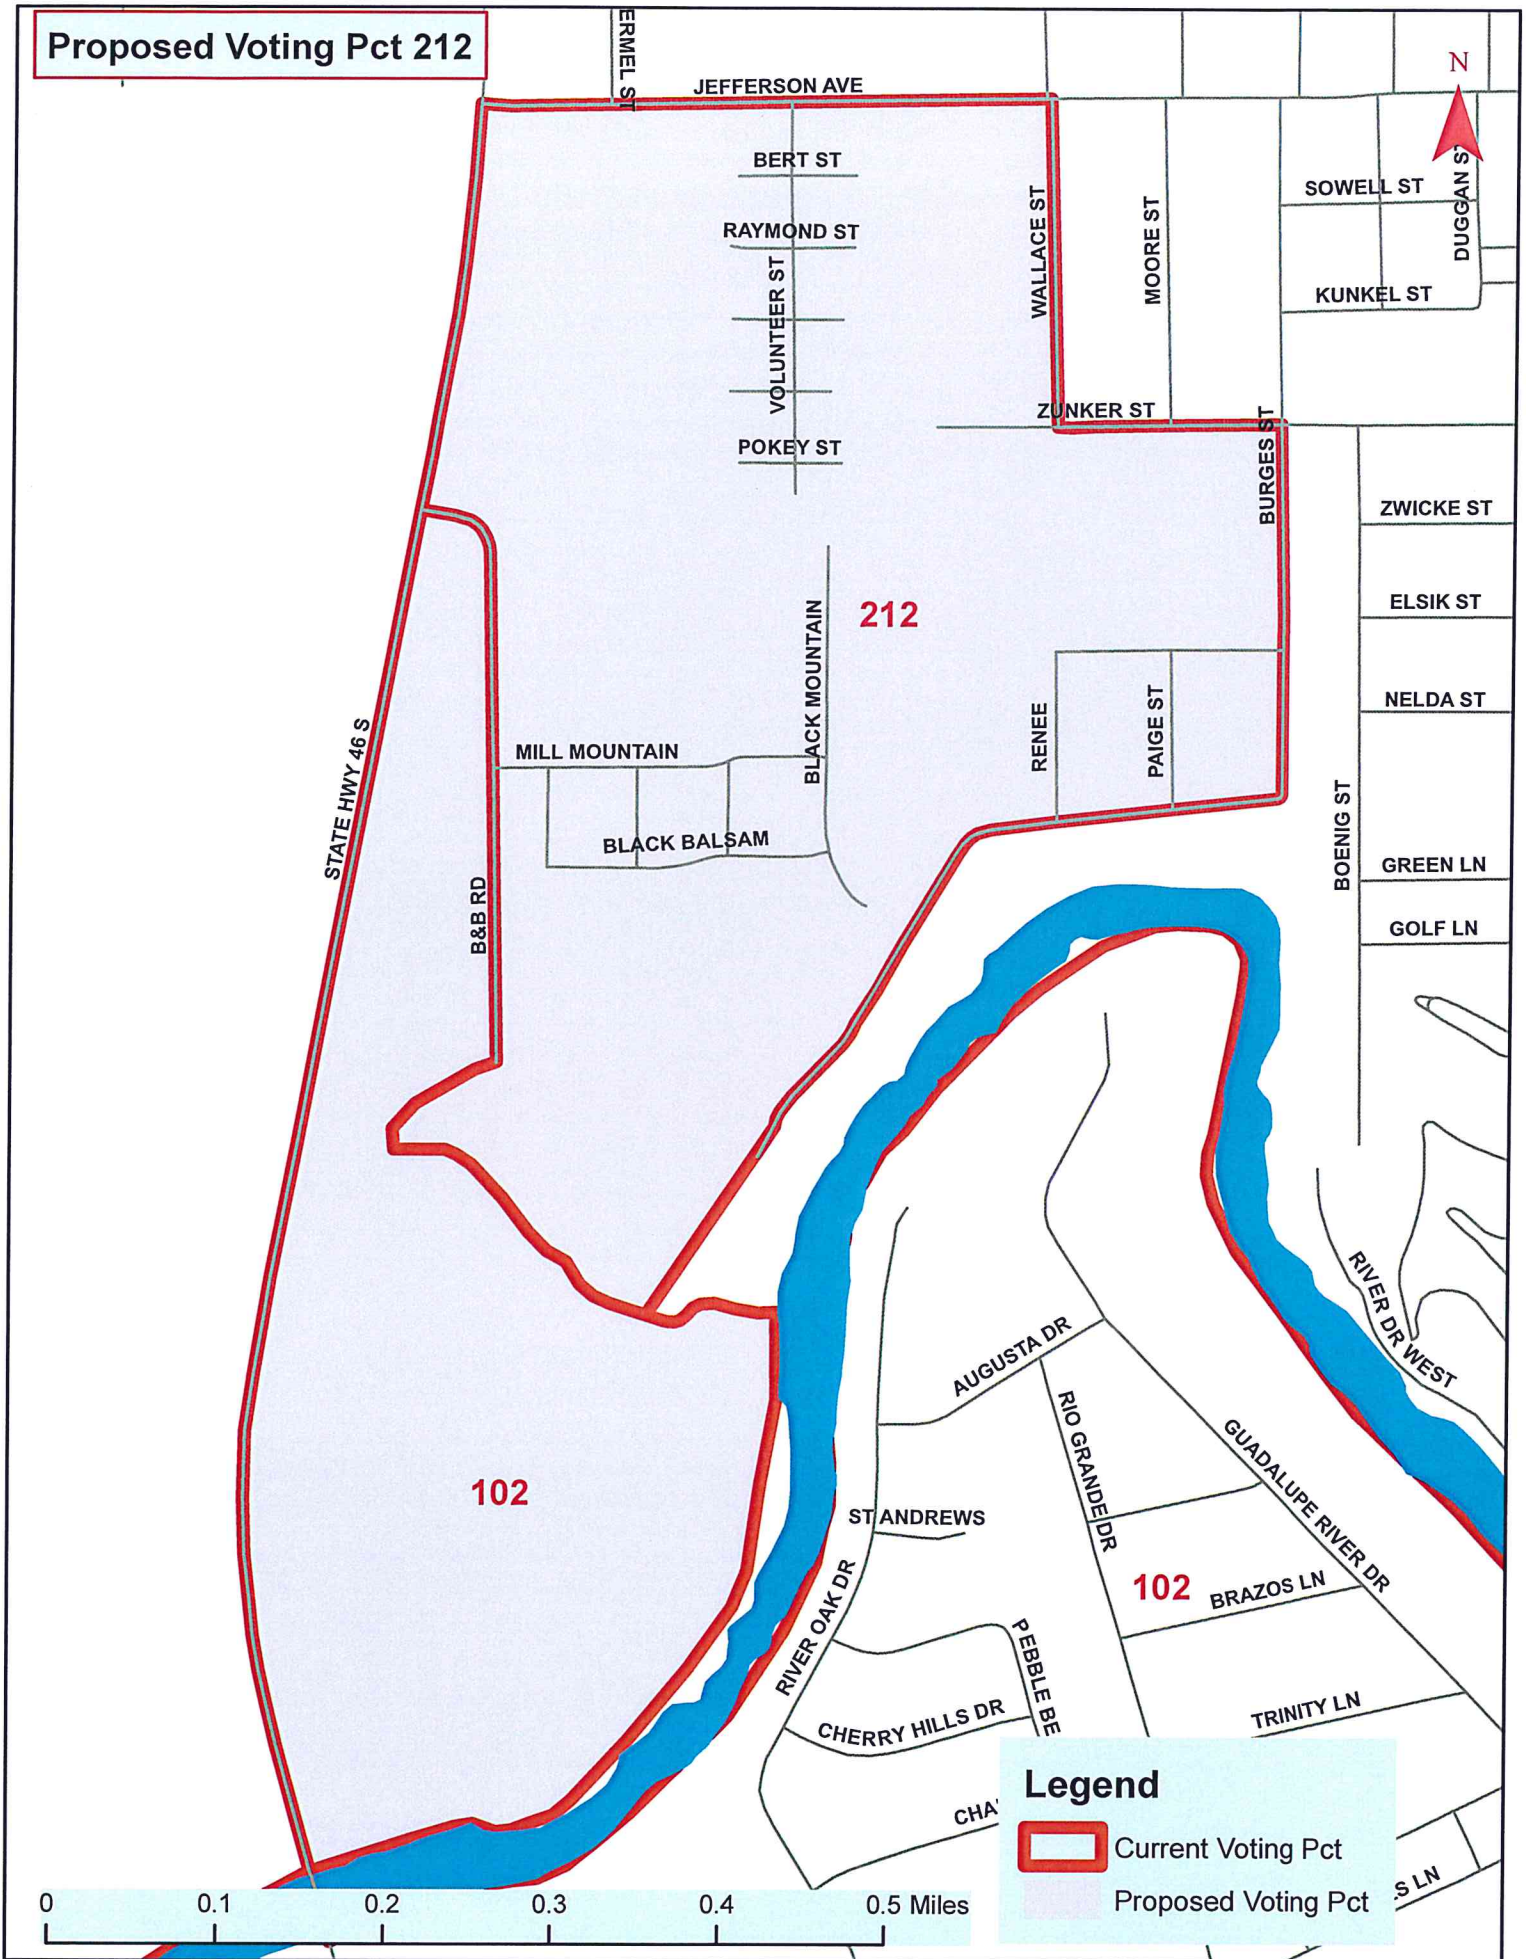 Proposed Voting Pct 212
ERMEL ST
JEFFERSON AVE
N
BERT ST
RAYMOND ST
VOLUNTEER ST
POKEY ST
WALLACE ST
MOORE ST
SOWELL ST
DUGGAN ST
KUNKEL ST
ZUNKER ST
BURGES ST
ZWICKE ST
ELSIK ST
NELDA ST
BOENIG ST
GREEN LN
GOLF LN
212
BLACK MOUNTAIN
RENEE
PAIGE ST
MILL MOUNTAIN
BLACK BALSAM
STATE HWY 46 S
B&B RD
RIVER DR WEST
AUGUSTA DR
RIO GRANDE DR
GUADALUPE RIVER DR
102
ST ANDREWS
RIVER OAK DR
102
BRAZOS LN
PEBBLE BE
CHERRY HILLS DR
TRINITY LN
CHA
S LN
Legend
Current Voting Pct
Proposed Voting Pct
0 0.1 0.2 0.3 0.4 0.5 Miles